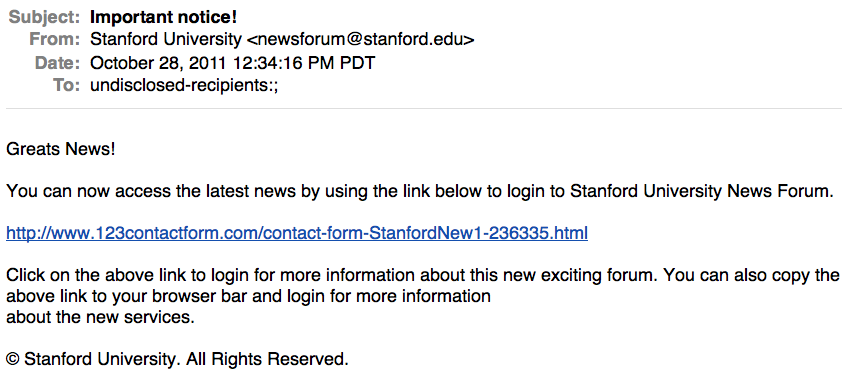 Subject: Important notice!
From: Stanford University <newsforum@stanford.edu>
Date: October 28, 2011 12:34:16 PM PDT
To: undisclosed-recipients:;
Greats News!
You can now access the latest news by using the link below to login to Stanford University News Forum.
http://www.123contactform.com/contact-form-StanfordNew1-236335.html
Click on the above link to login for more information about this new exciting forum. You can also copy the
above link to your browser bar and login for more information
about the new services.
© Stanford University. All Rights Reserved.